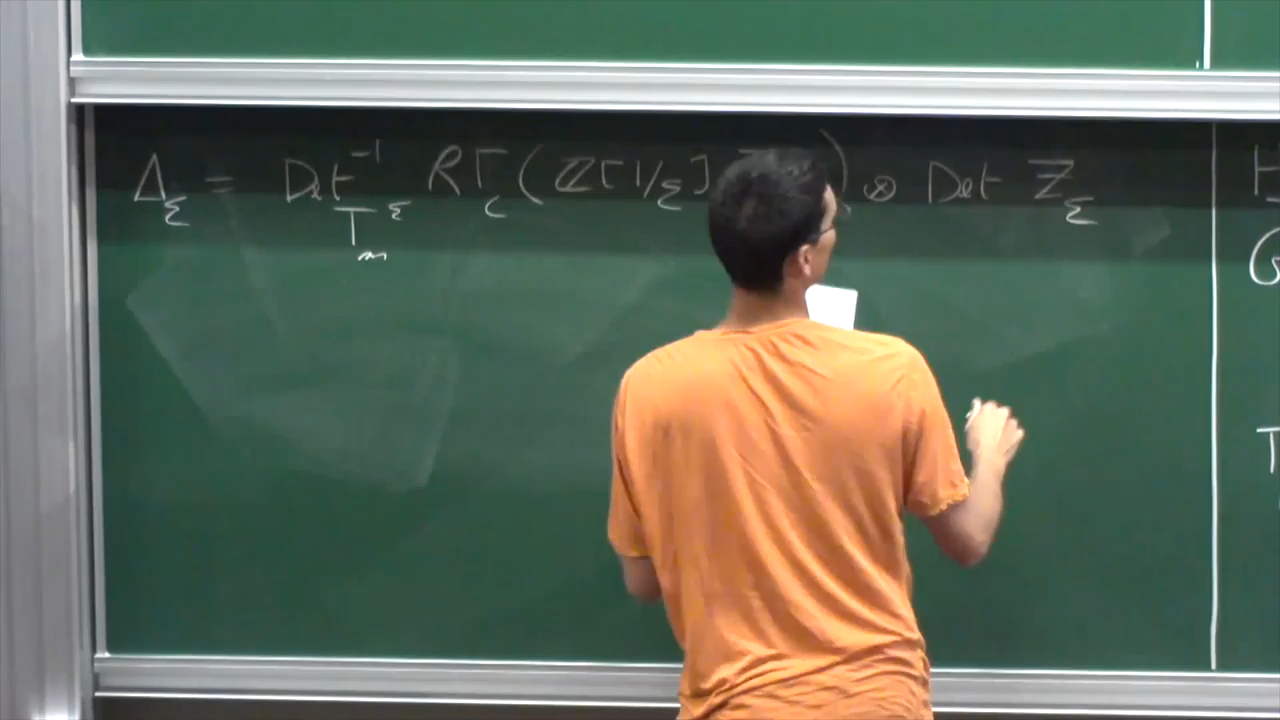 Δ_Σ = Det^{-1}_{T_m^Σ} RΓ_c(ℤ[1/Σ] ) ⊗ Det Z_Σ